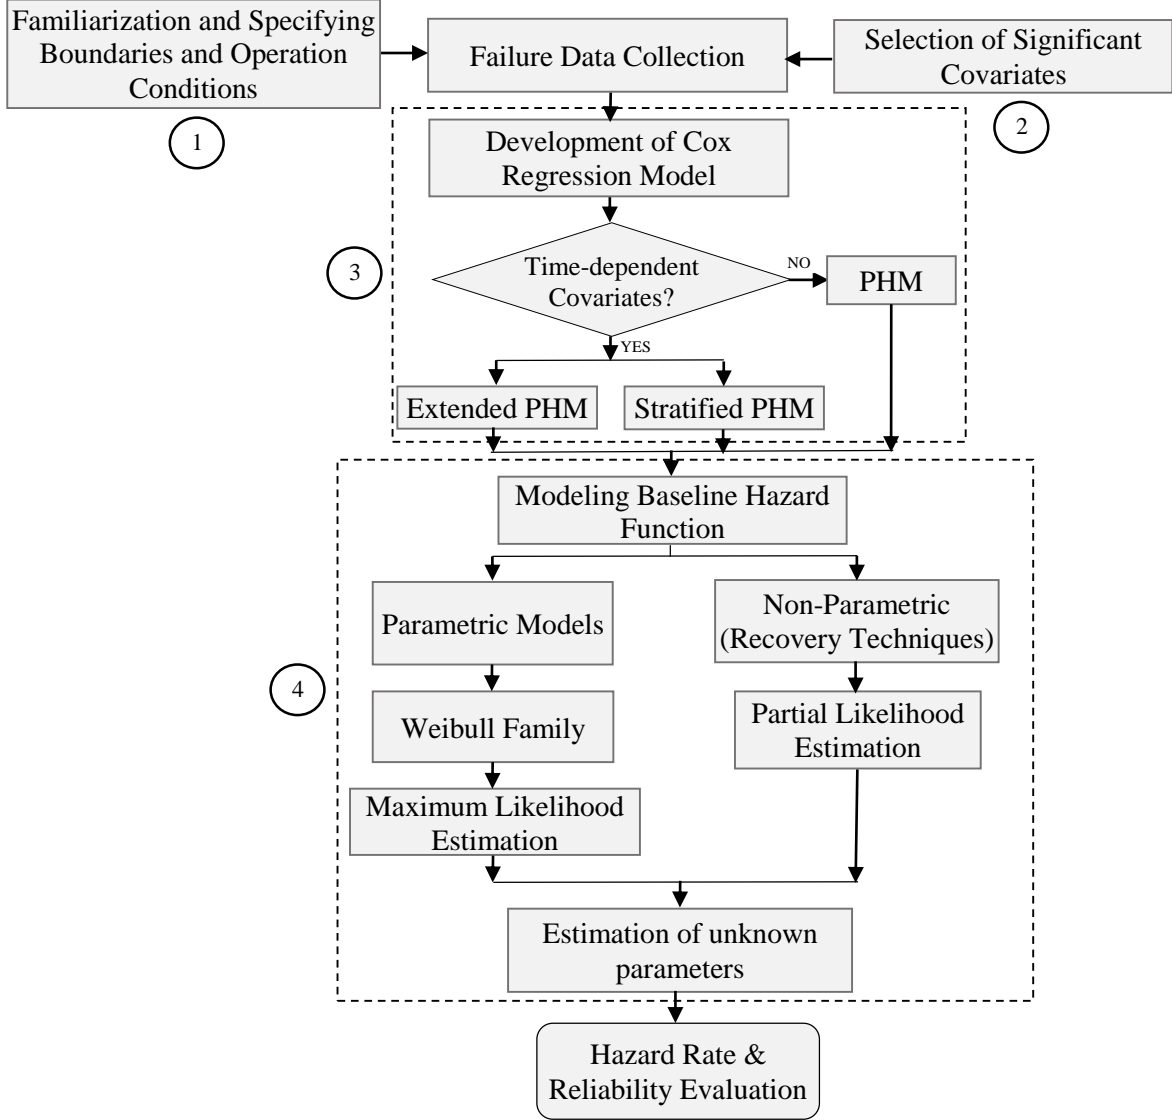 Familiarization and Specifying
Boundaries and Operation
Conditions
Failure Data Collection
Selection of Significant
Covariates
1
2
Development of Cox
Regression Model
3
Time-dependent
Covariates?
NO
PHM
YES
Extended PHM
Stratified PHM
Modeling Baseline Hazard
Function
Parametric Models
Non-Parametric
(Recovery Techniques)
4
Weibull Family
Partial Likelihood
Estimation
Maximum Likelihood
Estimation
Estimation of unknown
parameters
Hazard Rate &
Reliability Evaluation